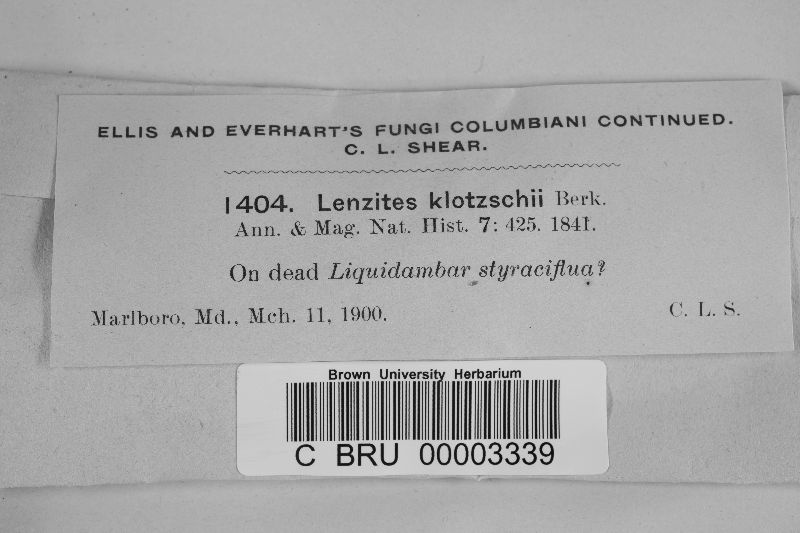 ELLIS AND EVERHART'S FUNGI COLUMBIANI CONTINUED.
C. L. SHEAR.
1404. Lenzites klotzschii Berk.
Ann. & Mag. Nat. Hist. 7: 425. 1841.
On dead Liquidambar styraciflua?
Marlboro, Md., Mch. 11, 1900. C. L. S.
Brown University Herbarium
C BRU 00003339